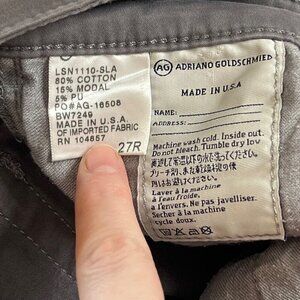 LSN1110-SLA
80% COTTON
15% MODAL
5% PU
PO#AG-16508
BW7249
MADE IN U.S.A.
OF IMPORTED FABRIC
RN 104657
27R
AG ADRIANO GOLDSCHMIED
MADE IN U.S.A
NAME:
ADDRESS:
Machine wash cold. Inside out.
Do not bleach. Tumble dry low
Laver à la machine
à l'eau froide.
à l'envers. Ne pas javelliser.
Secher à la machine
cycle doux.